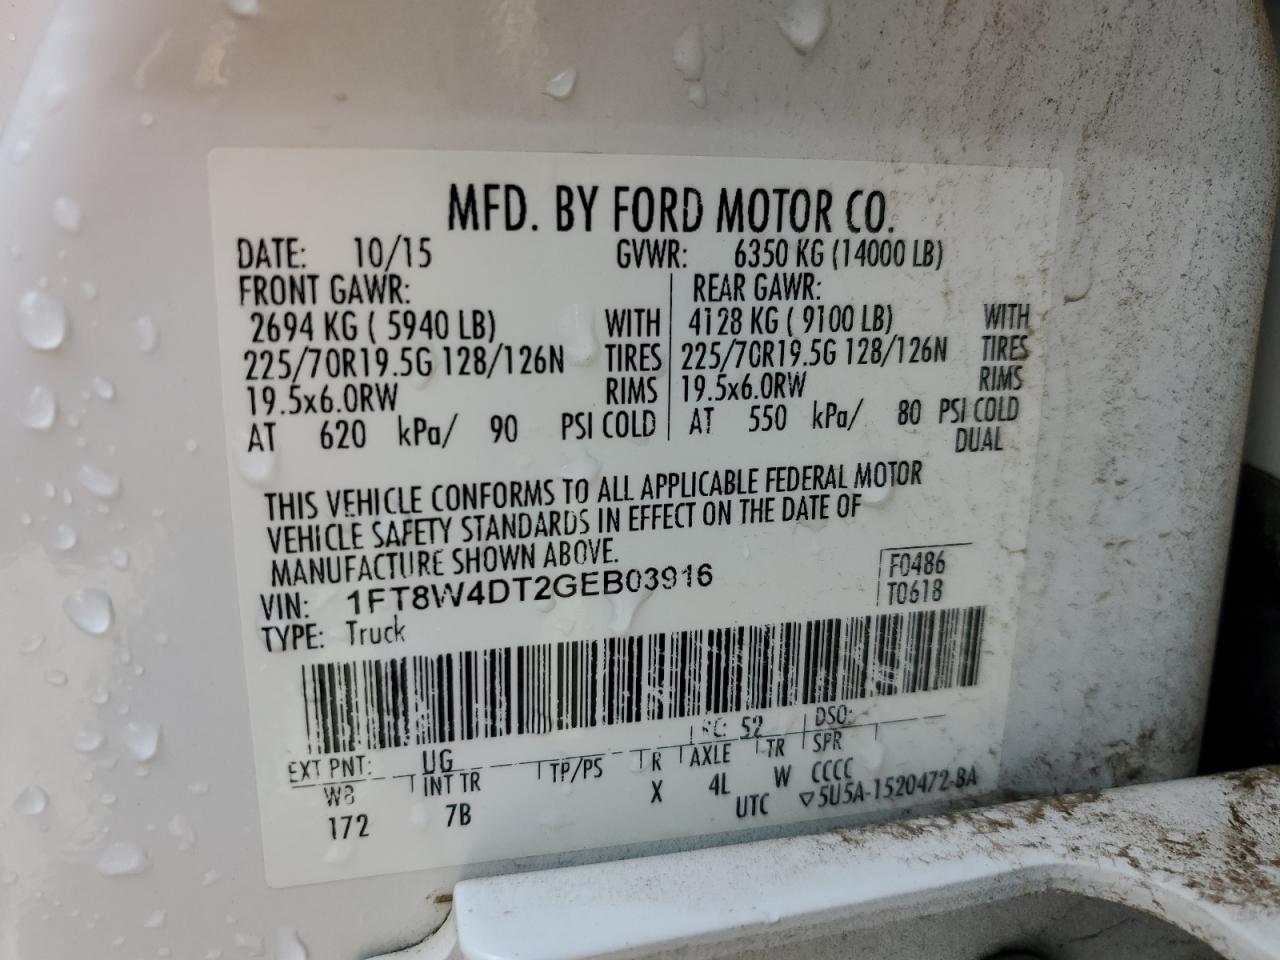 MFD. BY FORD MOTOR CO.
DATE: 10/15 GVWR: 6350 KG (14000 LB)
FRONT GAWR: REAR GAWR:
2694 KG ( 5940 LB) WITH 4128 KG ( 9100 LB) WITH
225/70R19.5G 128/126N TIRES 225/70R19.5G 128/126N TIRES
19.5x6.0RW RIMS 19.5x6.0RW RIMS
AT 620 kPa/ 90 PSI COLD AT 550 kPa/ 80 PSI COLD
DUAL
THIS VEHICLE CONFORMS TO ALL APPLICABLE FEDERAL MOTOR
VEHICLE SAFETY STANDARDS IN EFFECT ON THE DATE OF
MANUFACTURE SHOWN ABOVE.
VIN: 1FT8W4DT2GEB03916 F0486
TYPE: Truck T0618
EXT PNT: UG RC: 52 DSO:
WB INT TR TP/PS R AXLE TR SPR
172 7B X 4L W CCCC
UTC ▽5U5A-1520472-BA